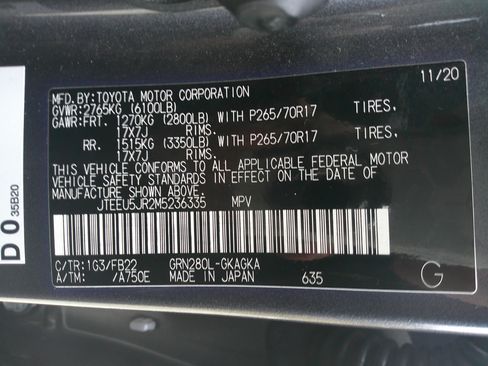 MFD.BY:TOYOTA MOTOR CORPORATION 11/20
GVWR:2765KG (6100LB)
GAWR:FRT. 1270KG (2800LB) WITH P265/70R17 TIRES,
17X7J RIMS.
RR. 1515KG (3350LB) WITH P265/70R17 TIRES,
17X7J RIMS.
THIS VEHICLE CONFORMS TO ALL APPLICABLE FEDERAL MOTOR
VEHICLE SAFETY STANDARDS IN EFFECT ON THE DATE OF
MANUFACTURE SHOWN ABOVE.
JTEEU5JR2M5236335 MPV
C/TR:1G3/FB22 GRN280L-GKAGKA
A/TM: /A750E MADE IN JAPAN 635 G
D 0 35B20